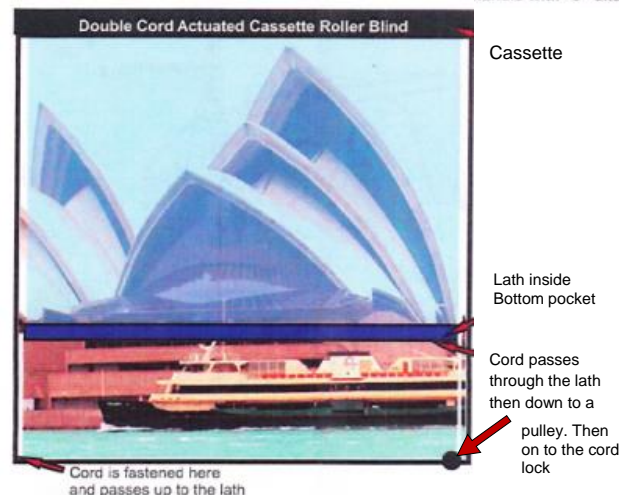 Double Cord Actuated Cassette Roller Blind
Cassette
Lath inside
Bottom pocket
Cord passes
through the lath
then down to a
pulley. Then
on to the cord
lock
Cord is fastened here
and passes up to the lath